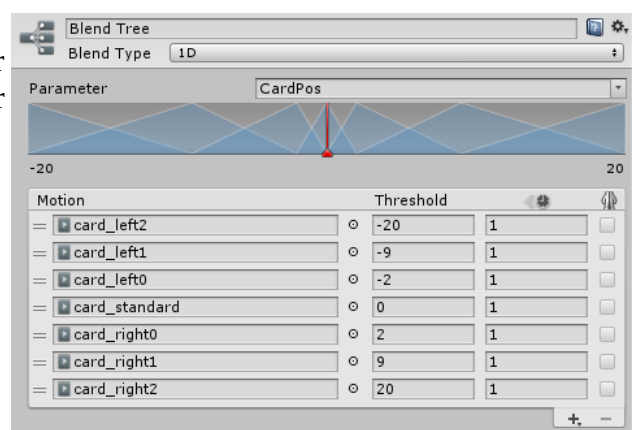 Blend Tree
Blend Type 1D
r
r
Parameter CardPos
-20 20
Motion Threshold
card_left2 -20 1
card_left1 -9 1
card_left0 -2 1
card_standard 0 1
card_right0 2 1
card_right1 9 1
card_right2 20 1